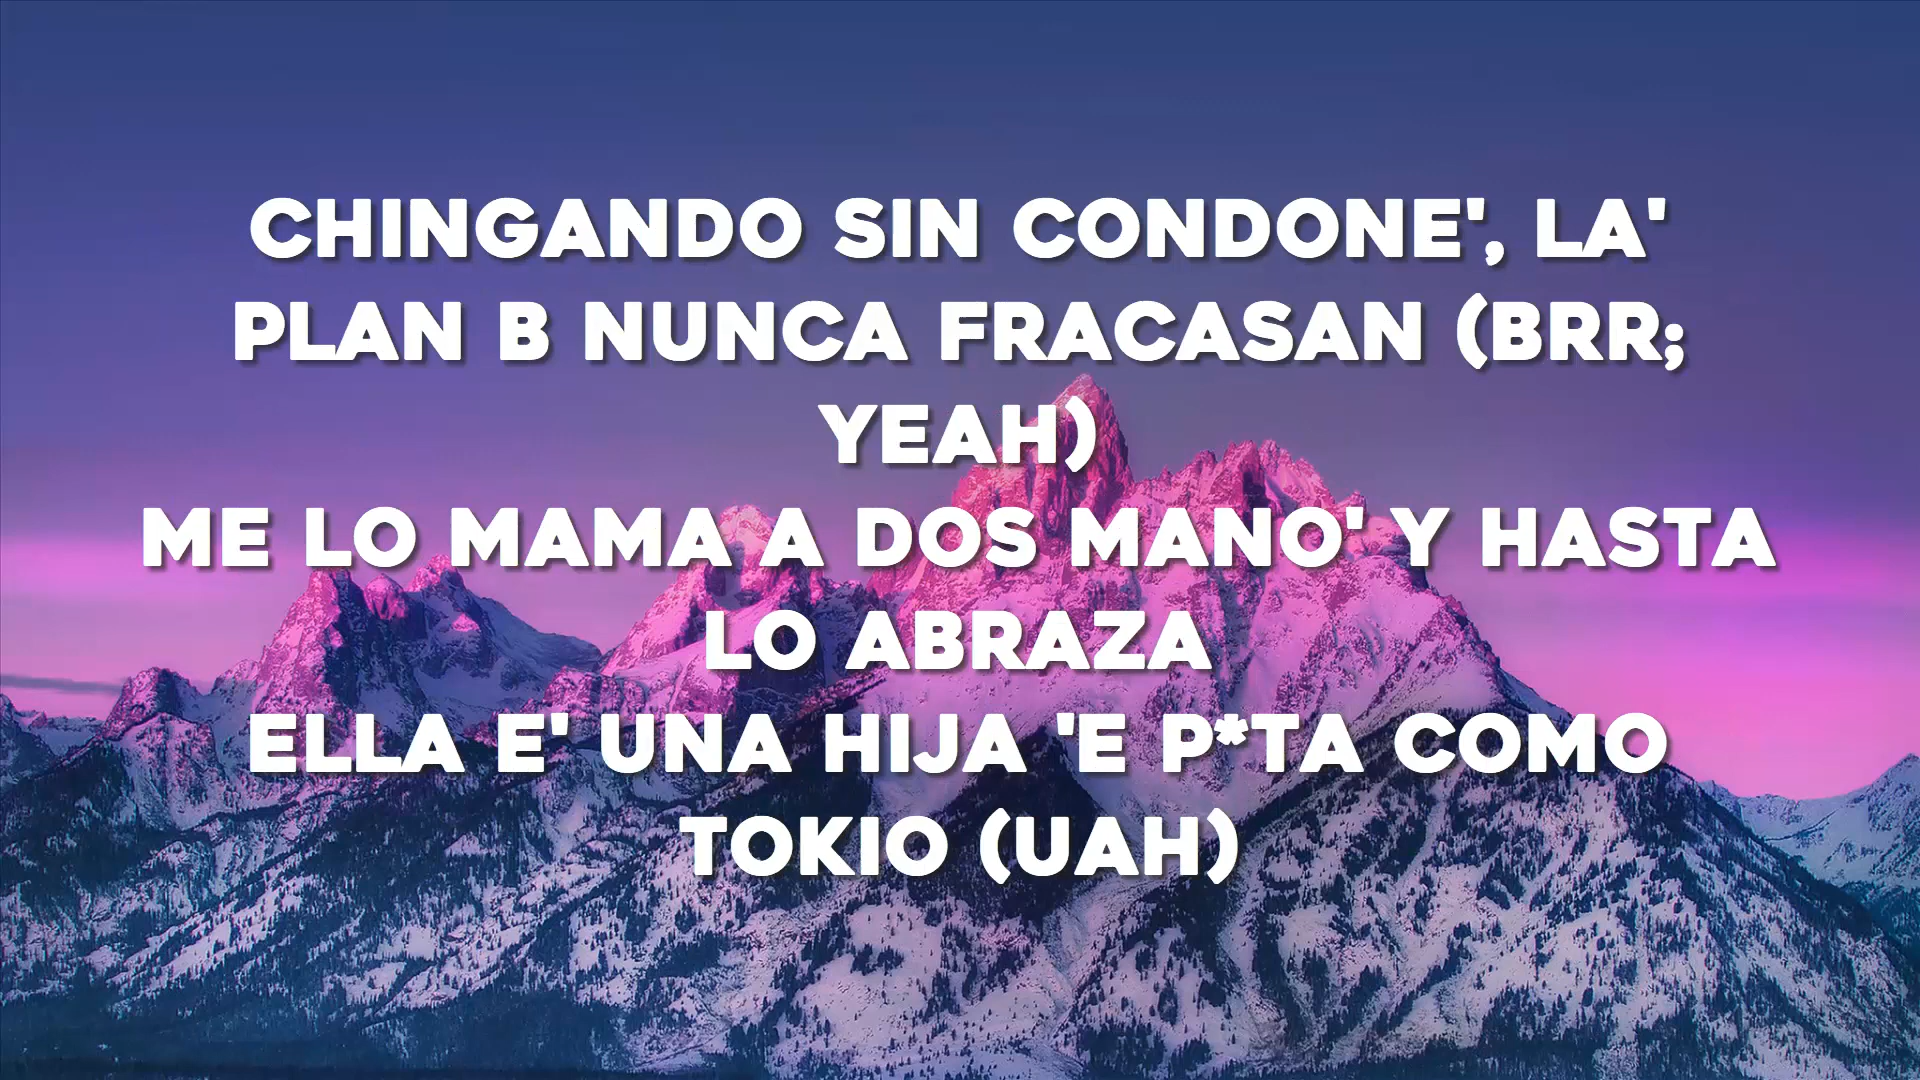 CHINGANDO SIN CONDONE', LA'
PLAN B NUNCA FRACASAN (BRR;
YEAH)
ME LO MAMA A DOS MANO' Y HASTA
LO ABRAZA
ELLA E' UNA HIJA 'E P*TA COMO
TOKIO (UAH)